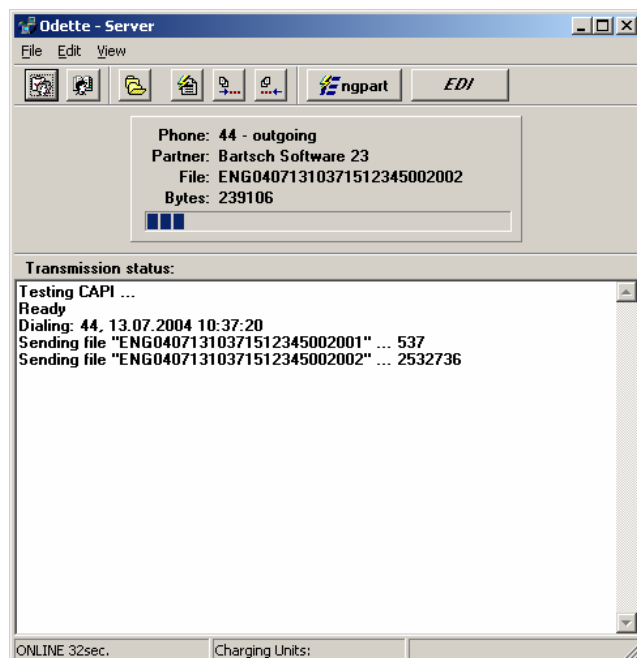 Odette - Server
File Edit View
Engpart EDI
Phone: 44 - outgoing
Partner: Bartsch Software 23
File: ENG04071310371512345002002
Bytes: 239106
Transmission status:
Testing CAPI ...
Ready
Dialing: 44, 13.07.2004 10:37:20
Sending file "ENG04071310371512345002001" ... 537
Sending file "ENG04071310371512345002002" ... 2532736
ONLINE 32sec. Charging Units: